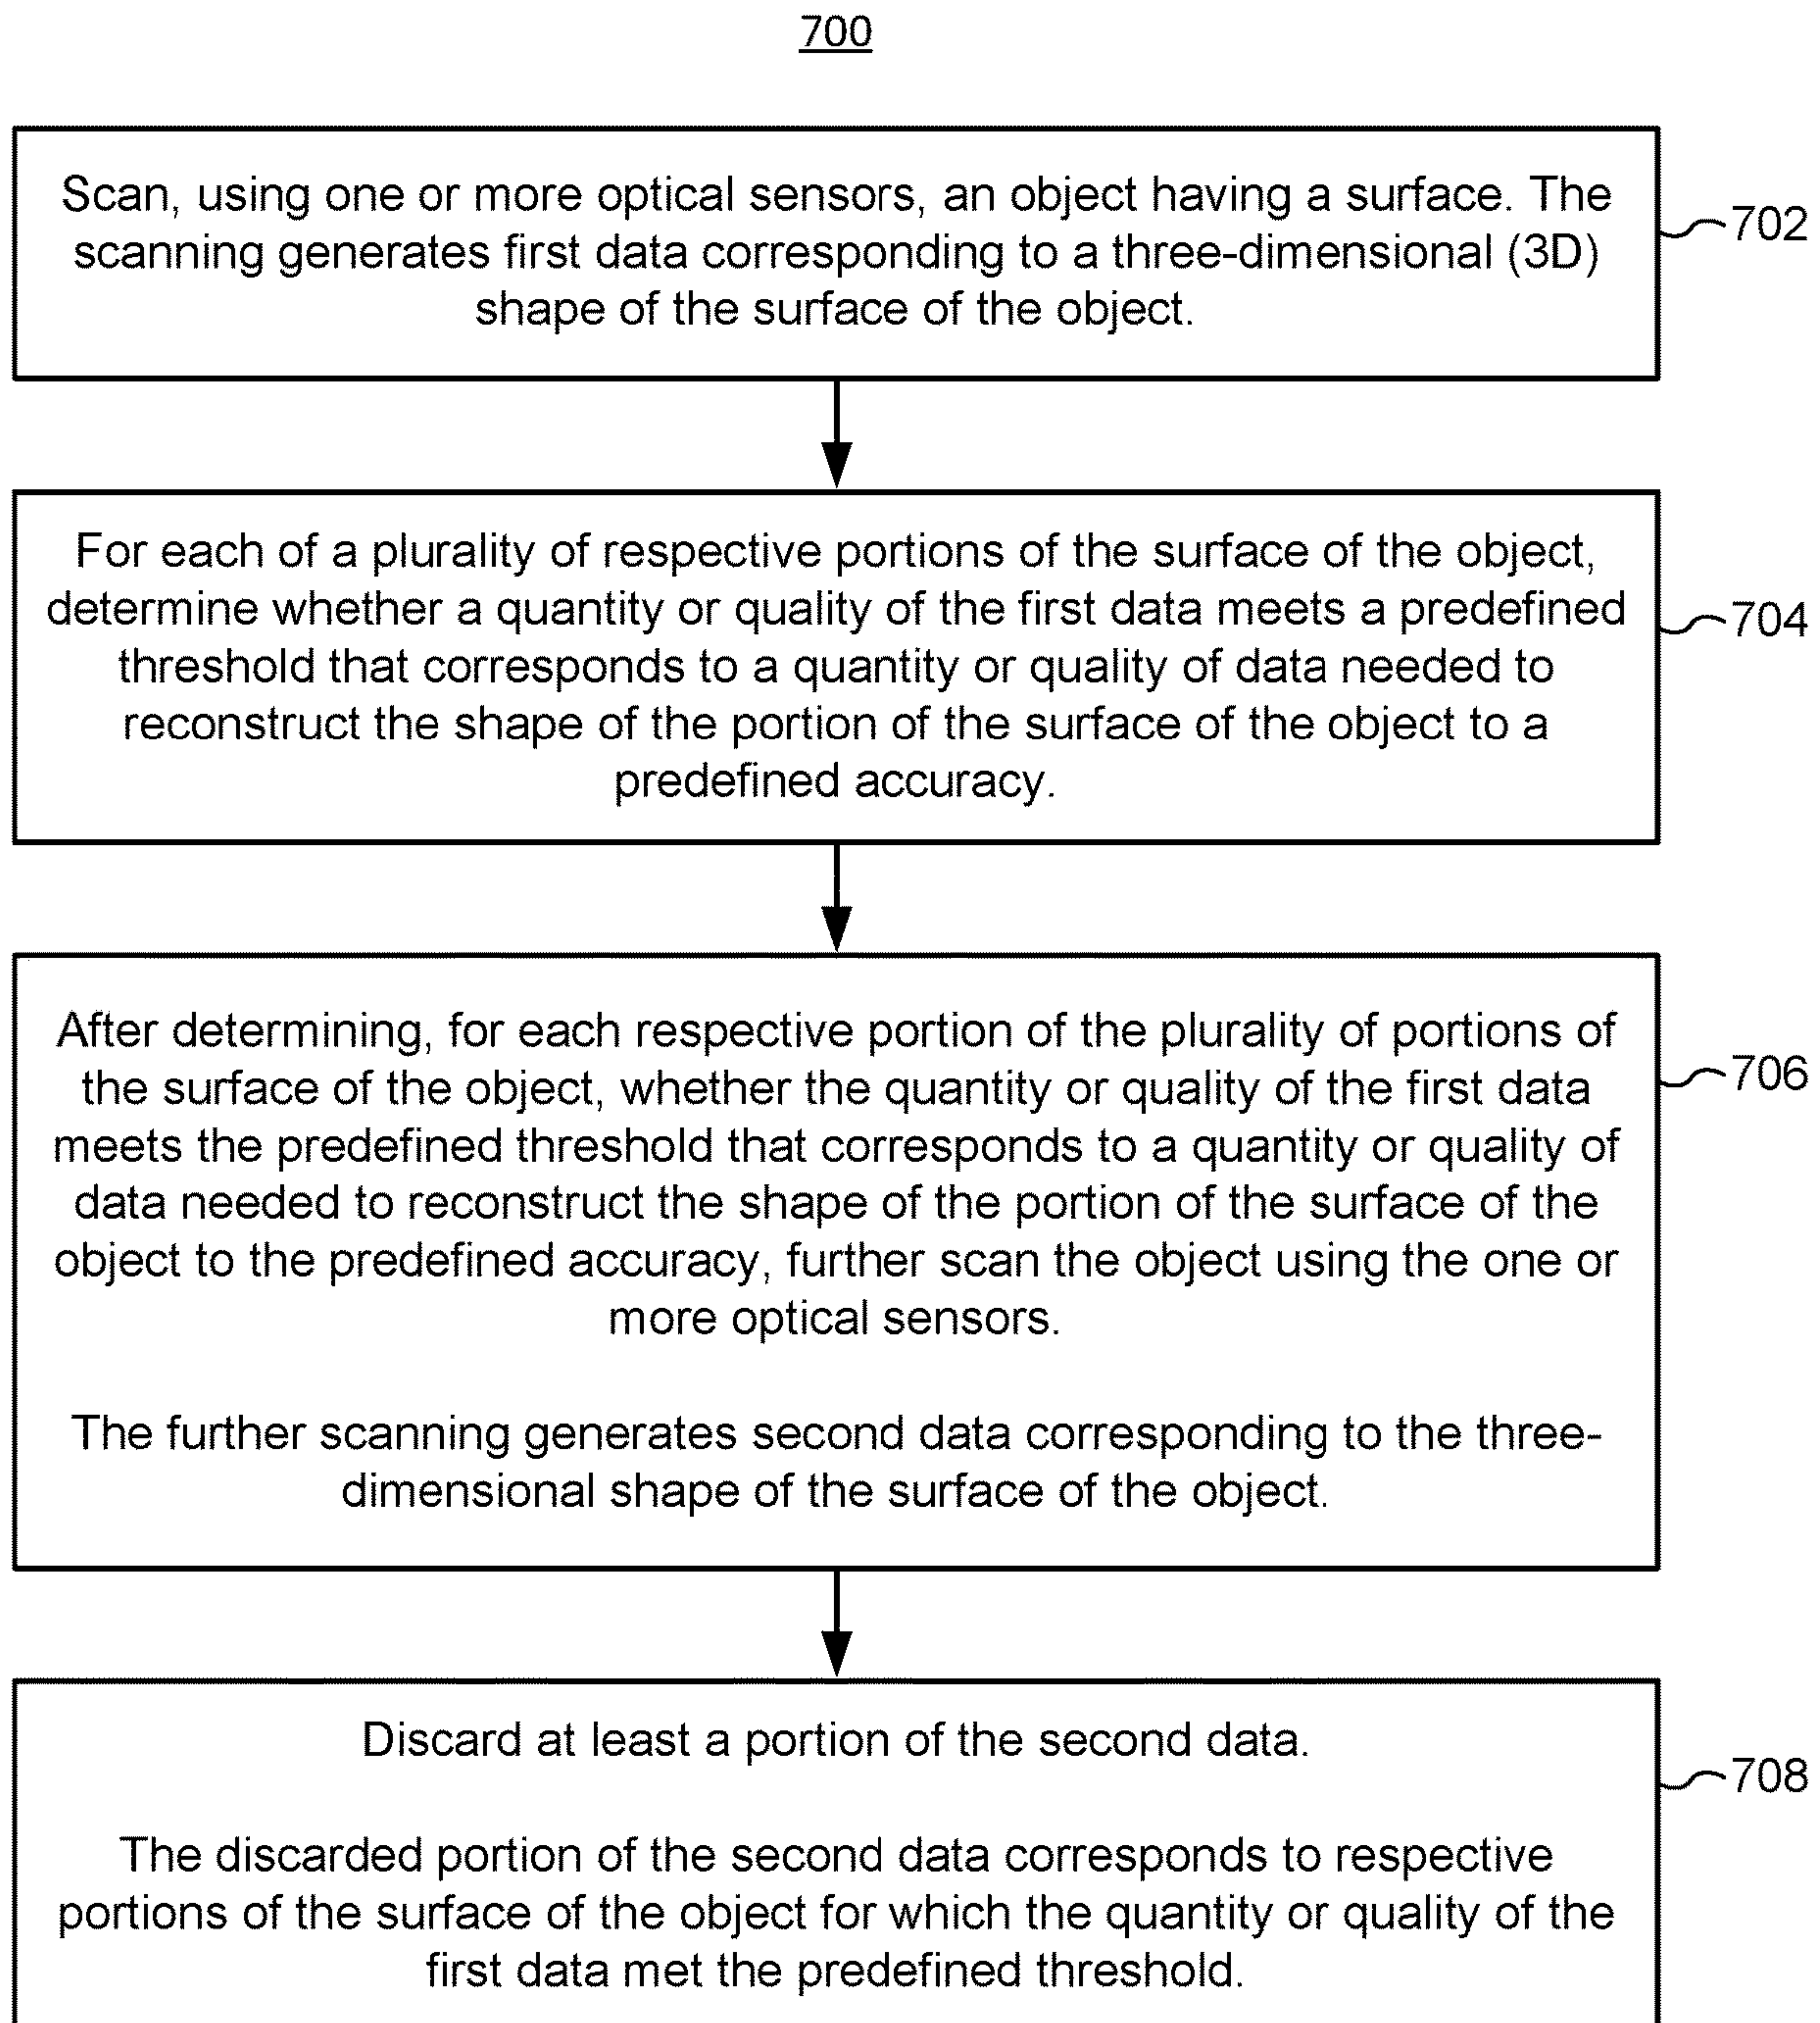 700
Scan, using one or more optical sensors, an object having a surface. The
scanning generates first data corresponding to a three-dimensional (3D)
shape of the surface of the object.
702
For each of a plurality of respective portions of the surface of the object,
determine whether a quantity or quality of the first data meets a predefined
threshold that corresponds to a quantity or quality of data needed to
reconstruct the shape of the portion of the surface of the object to a
predefined accuracy.
704
After determining, for each respective portion of the plurality of portions of
the surface of the object, whether the quantity or quality of the first data
meets the predefined threshold that corresponds to a quantity or quality of
data needed to reconstruct the shape of the portion of the surface of the
object to the predefined accuracy, further scan the object using the one or
more optical sensors.
The further scanning generates second data corresponding to the three-
dimensional shape of the surface of the object.
706
Discard at least a portion of the second data.
The discarded portion of the second data corresponds to respective
portions of the surface of the object for which the quantity or quality of the
first data met the predefined threshold.
708